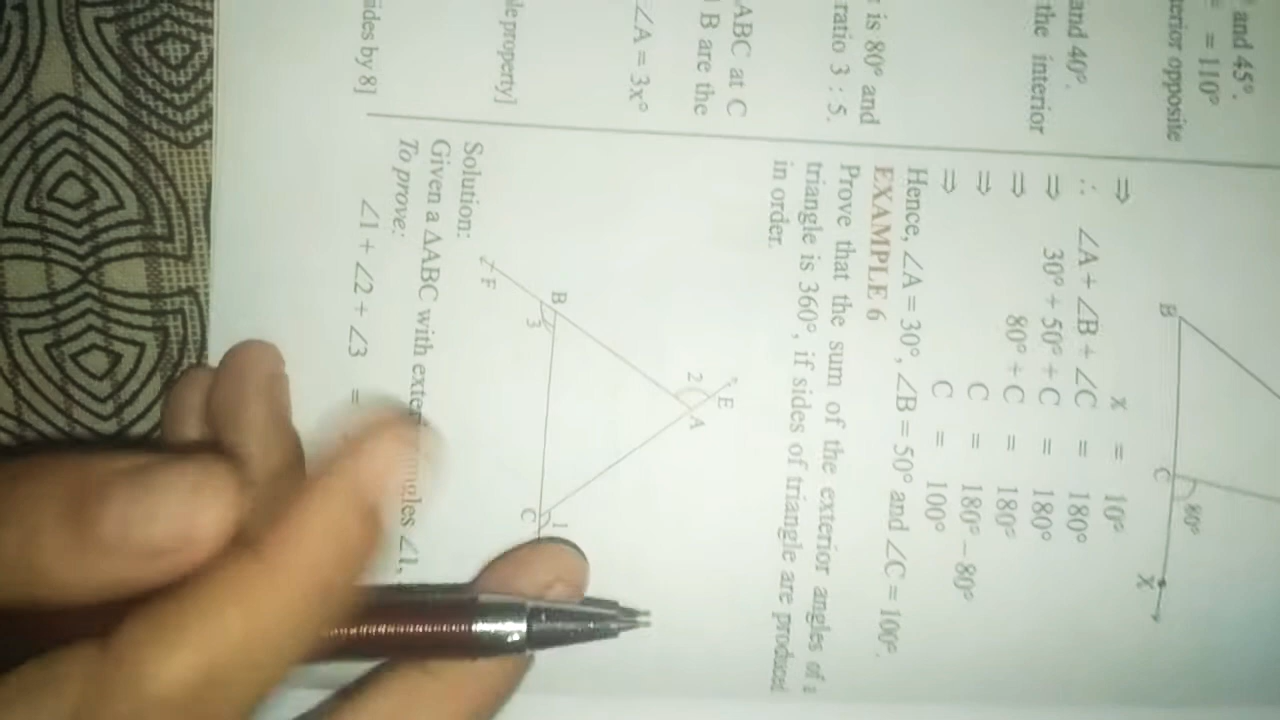 and 45°.
= 110°
terior opposite
and 40°.
the interior
r is 80° and
ratio 3 : 5.
ABC at C
B are the
∠A = 3x°
le property]
ides by 8]
B
C
80°
X
⇒ x = 10°
∴ ∠A + ∠B + ∠C = 180°
⇒ 30° + 50° + C = 180°
⇒ 80° + C = 180°
⇒ C = 180° – 80°
⇒ C = 100°
Hence, ∠A = 30°, ∠B = 50° and ∠C = 100°.
EXAMPLE 6
Prove that the sum of the exterior angles of a
triangle is 360°, if sides of triangle are produced
in order.
E
2
A
B
3
C
1
F
Solution:
Given a ΔABC with ∠1,
To prove:
∠1 + ∠2 + ∠3 =